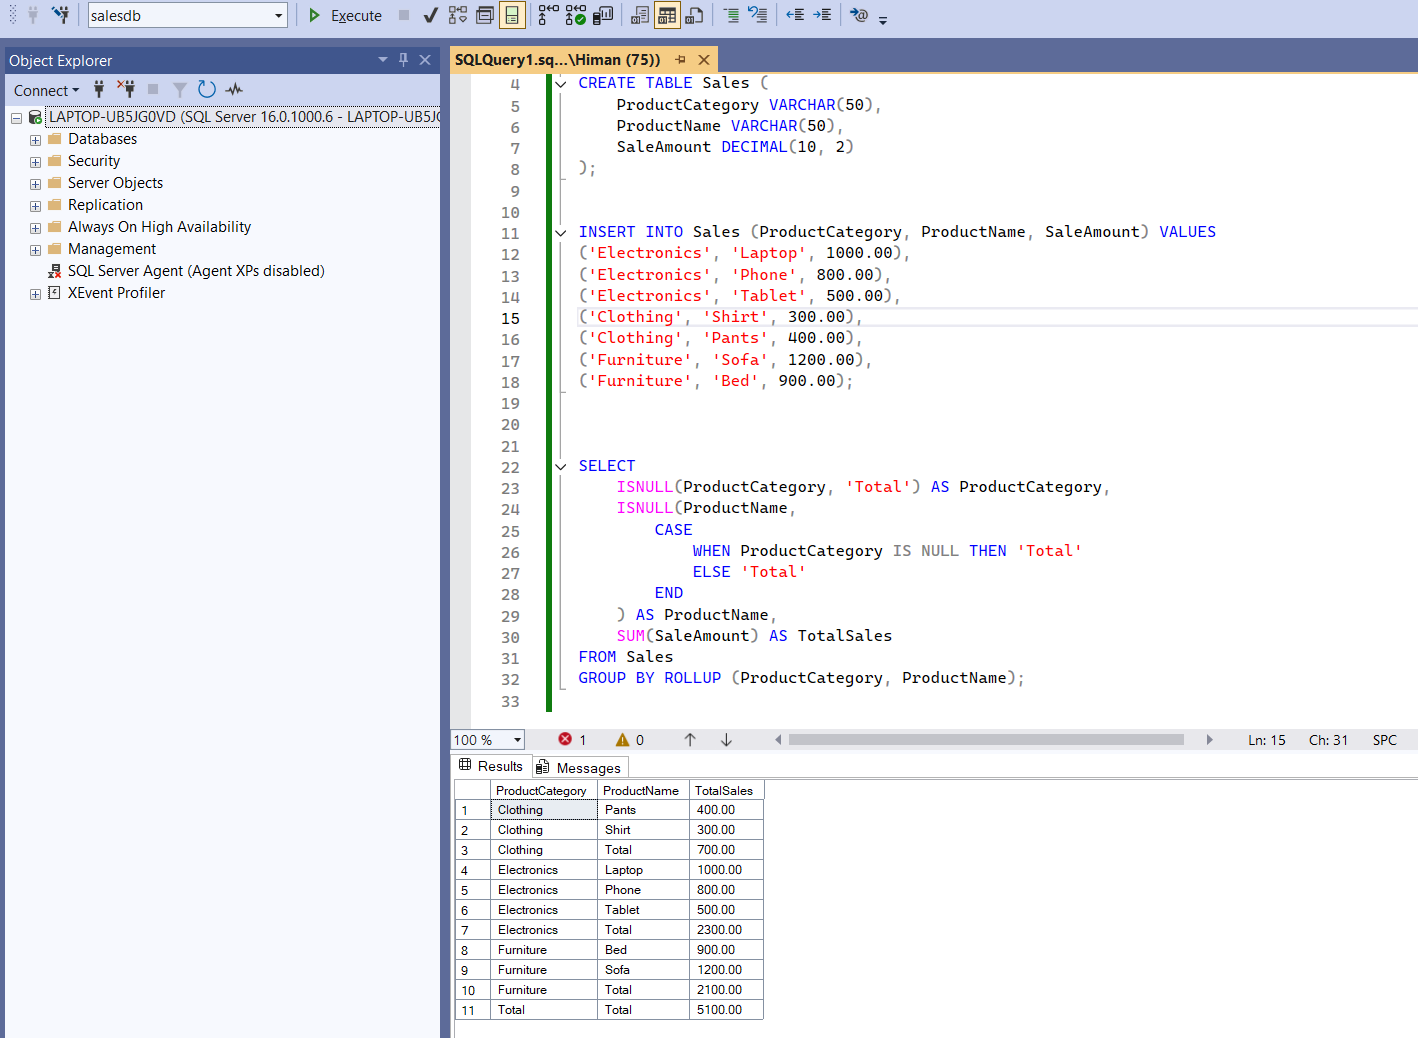 salesdb
Execute
Object Explorer
Connect
LAPTOP-UB5JG0VD (SQL Server 16.0.1000.6 - LAPTOP-UB5JG
Databases
Security
Server Objects
Replication
Always On High Availability
Management
SQL Server Agent (Agent XPs disabled)
XEvent Profiler
SQLQuery1.sq...\Himan (75))
4 CREATE TABLE Sales (
5 ProductCategory VARCHAR(50),
6 ProductName VARCHAR(50),
7 SaleAmount DECIMAL(10, 2)
8 );
9
10
11 INSERT INTO Sales (ProductCategory, ProductName, SaleAmount) VALUES
12 ('Electronics', 'Laptop', 1000.00),
13 ('Electronics', 'Phone', 800.00),
14 ('Electronics', 'Tablet', 500.00),
15 ('Clothing', 'Shirt', 300.00),
16 ('Clothing', 'Pants', 400.00),
17 ('Furniture', 'Sofa', 1200.00),
18 ('Furniture', 'Bed', 900.00);
19
20
21
22 SELECT
23 ISNULL(ProductCategory, 'Total') AS ProductCategory,
24 ISNULL(ProductName,
25 CASE
26 WHEN ProductCategory IS NULL THEN 'Total'
27 ELSE 'Total'
28 END
29 ) AS ProductName,
30 SUM(SaleAmount) AS TotalSales
31 FROM Sales
32 GROUP BY ROLLUP (ProductCategory, ProductName);
33
100 % 1 0 Ln: 15 Ch: 31 SPC
Results Messages
ProductCategory ProductName TotalSales
1 Clothing Pants 400.00
2 Clothing Shirt 300.00
3 Clothing Total 700.00
4 Electronics Laptop 1000.00
5 Electronics Phone 800.00
6 Electronics Tablet 500.00
7 Electronics Total 2300.00
8 Furniture Bed 900.00
9 Furniture Sofa 1200.00
10 Furniture Total 2100.00
11 Total Total 5100.00